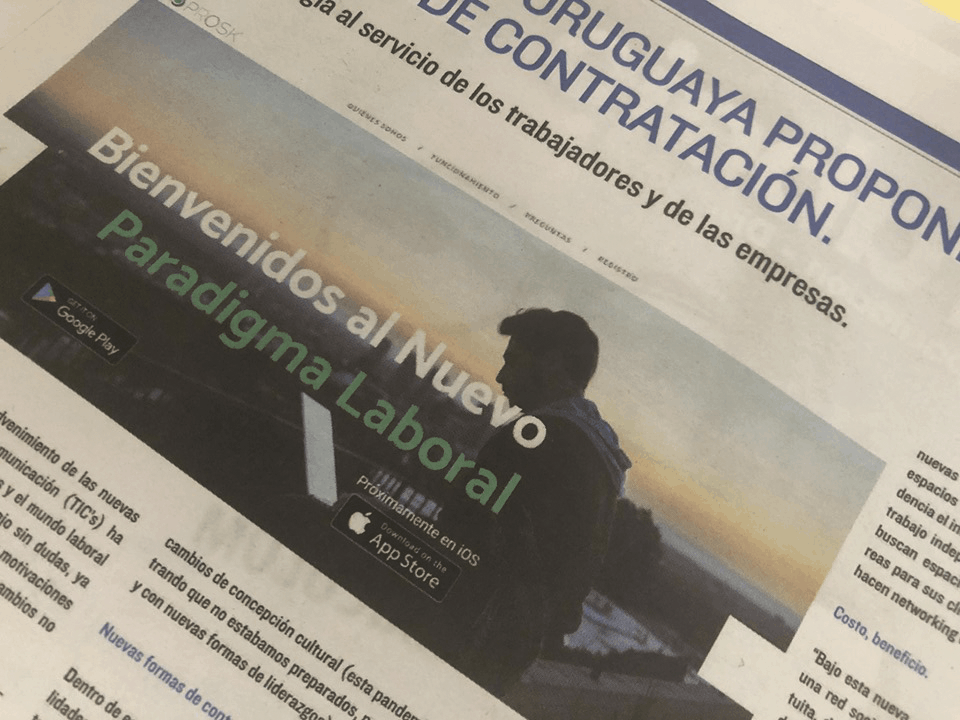 PROSK
URUGUAYA PROPON
DE CONTRATACIÓN.
gía al servicio de los trabajadores y de las empresas.
QUIÉNES SOMOS / FUNCIONAMIENTO / PREGUNTAS / REGISTRO
Bienvenidos al Nuevo
Paradigma Laboral
GET IT ON
Google Play
Próximamente en iOS
Download on the
App Store
dvenimiento de las nuevas
municación (TIC's) ha
s y el mundo laboral
ajo sin dudas, ya
motivaciones
ambios no
cambios de concepción cultural (esta pandem
trando que no estabamos preparados,
y con nuevas formas de liderazgo
Nuevas formas de cont
Dentro de e
lidade
nuevas
espacios
dencia el in
trabajo indep
buscan espaci
reas para sus cli
hacen networking
Costo, beneficio.
"Bajo esta nueva
una red so
tuita,